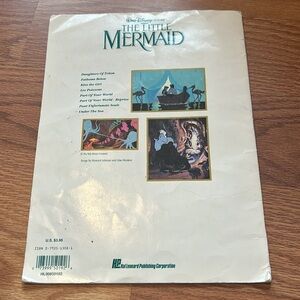 Walt Disney
THE LITTLE
MERMAID
Daughters Of Triton
Fathoms Below
Kiss the Girl
Les Poissons
Part Of Your World
Part Of Your World - Reprise
Poor Unfortunate Souls
Under The Sea
Songs by Howard Ashman and Alan Menken
U.S. $5.95
Hal Leonard Publishing Corporation